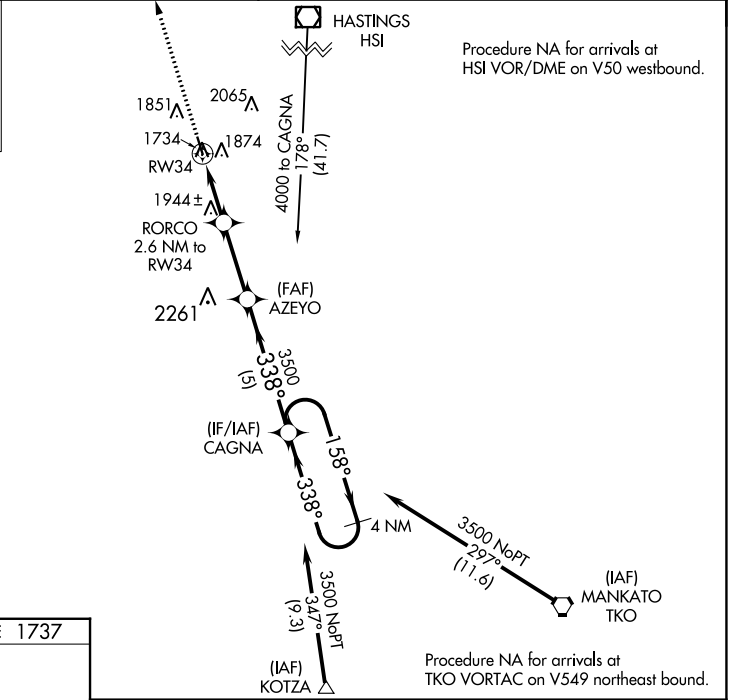 HASTINGS
HSI
Procedure NA for arrivals at
HSI VOR/DME on V50 westbound.
1851
2065
1734
1874
RW34
4000 to CAGNA
178°
(41.7)
1944±
RORCO
2.6 NM to
RW34
(FAF)
AZEYO
2261
3500
338°
(5)
(IF/IAF)
CAGNA
158°
338°
4 NM
3500 NoPT
297°
(11.6)
(IAF)
MANKATO
TKO
3500 NoPT
347°
(9.3)
(IAF)
KOTZA
1737
Procedure NA for arrivals at
TKO VORTAC on V549 northeast bound.